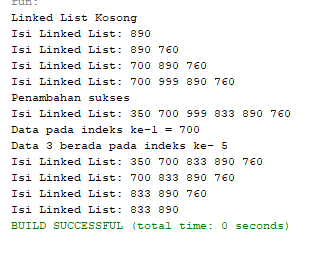 run:
Linked List Kosong
Isi Linked List: 890
Isi Linked List: 890 760
Isi Linked List: 700 890 760
Isi Linked List: 700 999 890 760
Penambahan sukses
Isi Linked List: 350 700 999 833 890 760
Data pada indeks ke-1 = 700
Data 3 berada pada indeks ke- 5
Isi Linked List: 350 700 833 890 760
Isi Linked List: 700 833 890 760
Isi Linked List: 833 890 760
Isi Linked List: 833 890
BUILD SUCCESSFUL (total time: 0 seconds)